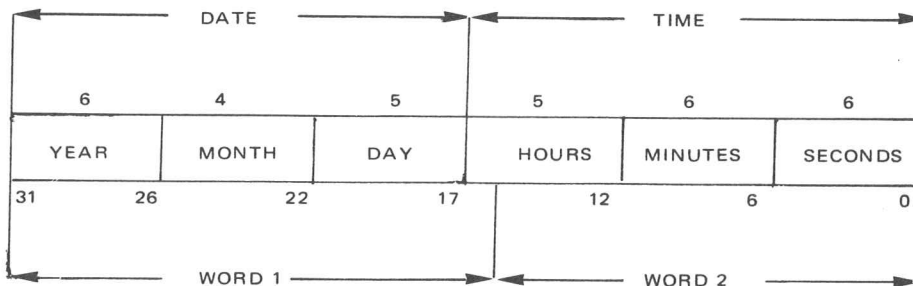 DATE TIME
6 4 5 5 6 6
YEAR MONTH DAY HOURS MINUTES SECONDS
31 26 22 17 12 6 0
WORD 1 WORD 2